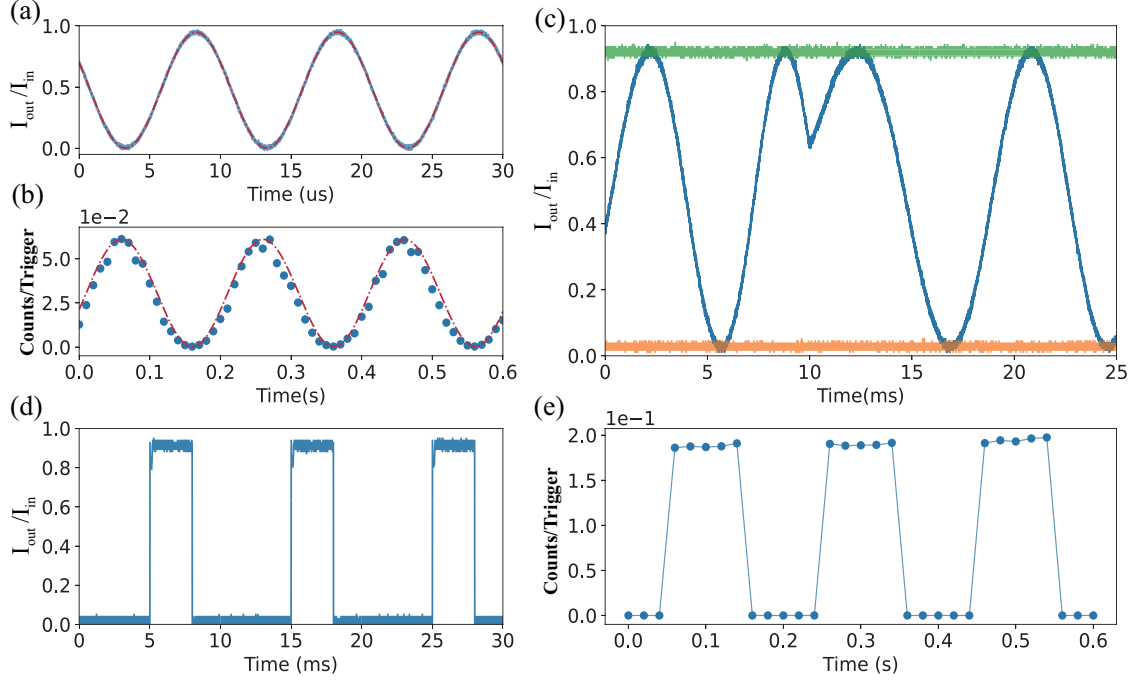 (a)
1.0
0.5
0.0
I_out/I_in
0 5 10 15 20 25 30
Time (us)
(b)
1e−2
5.0
2.5
0.0
Counts/Trigger
0.0 0.1 0.2 0.3 0.4 0.5 0.6
Time(s)
(c)
1.0
0.8
0.6
0.4
0.2
0.0
I_out/I_in
0 5 10 15 20 25
Time(ms)
(d)
1.0
0.8
0.6
0.4
0.2
0.0
I_out/I_in
0 5 10 15 20 25 30
Time (ms)
(e)
1e−1
2.0
1.5
1.0
0.5
0.0
Counts/Trigger
0.0 0.1 0.2 0.3 0.4 0.5 0.6
Time (s)